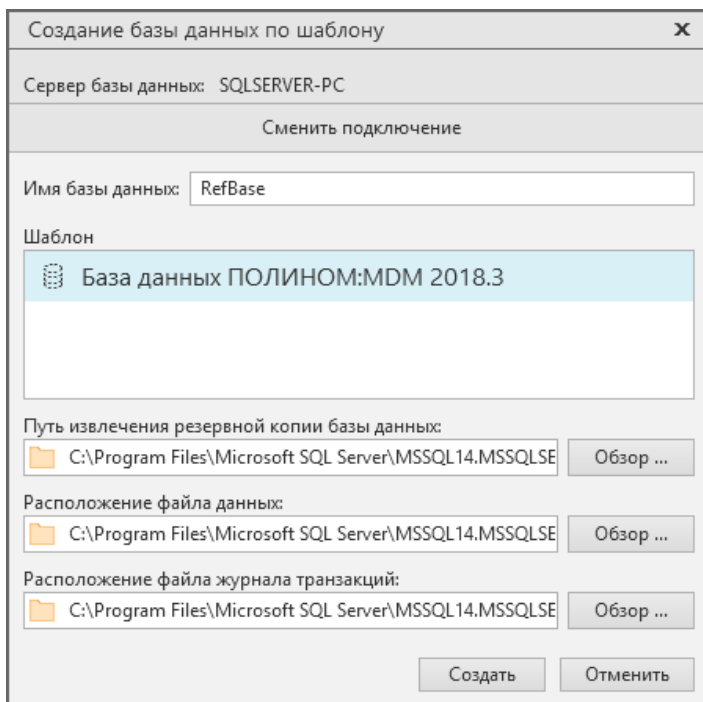 Создание базы данных по шаблону x
Сервер базы данных: SQLSERVER-PC
Сменить подключение
Имя базы данных: RefBase
Шаблон
База данных ПОЛИНОМ:MDM 2018.3
Путь извлечения резервной копии базы данных:
C:\Program Files\Microsoft SQL Server\MSSQL14.MSSQLSE Обзор ...
Расположение файла данных:
C:\Program Files\Microsoft SQL Server\MSSQL14.MSSQLSE Обзор ...
Расположение файла журнала транзакций:
C:\Program Files\Microsoft SQL Server\MSSQL14.MSSQLSE Обзор ...
Создать Отменить